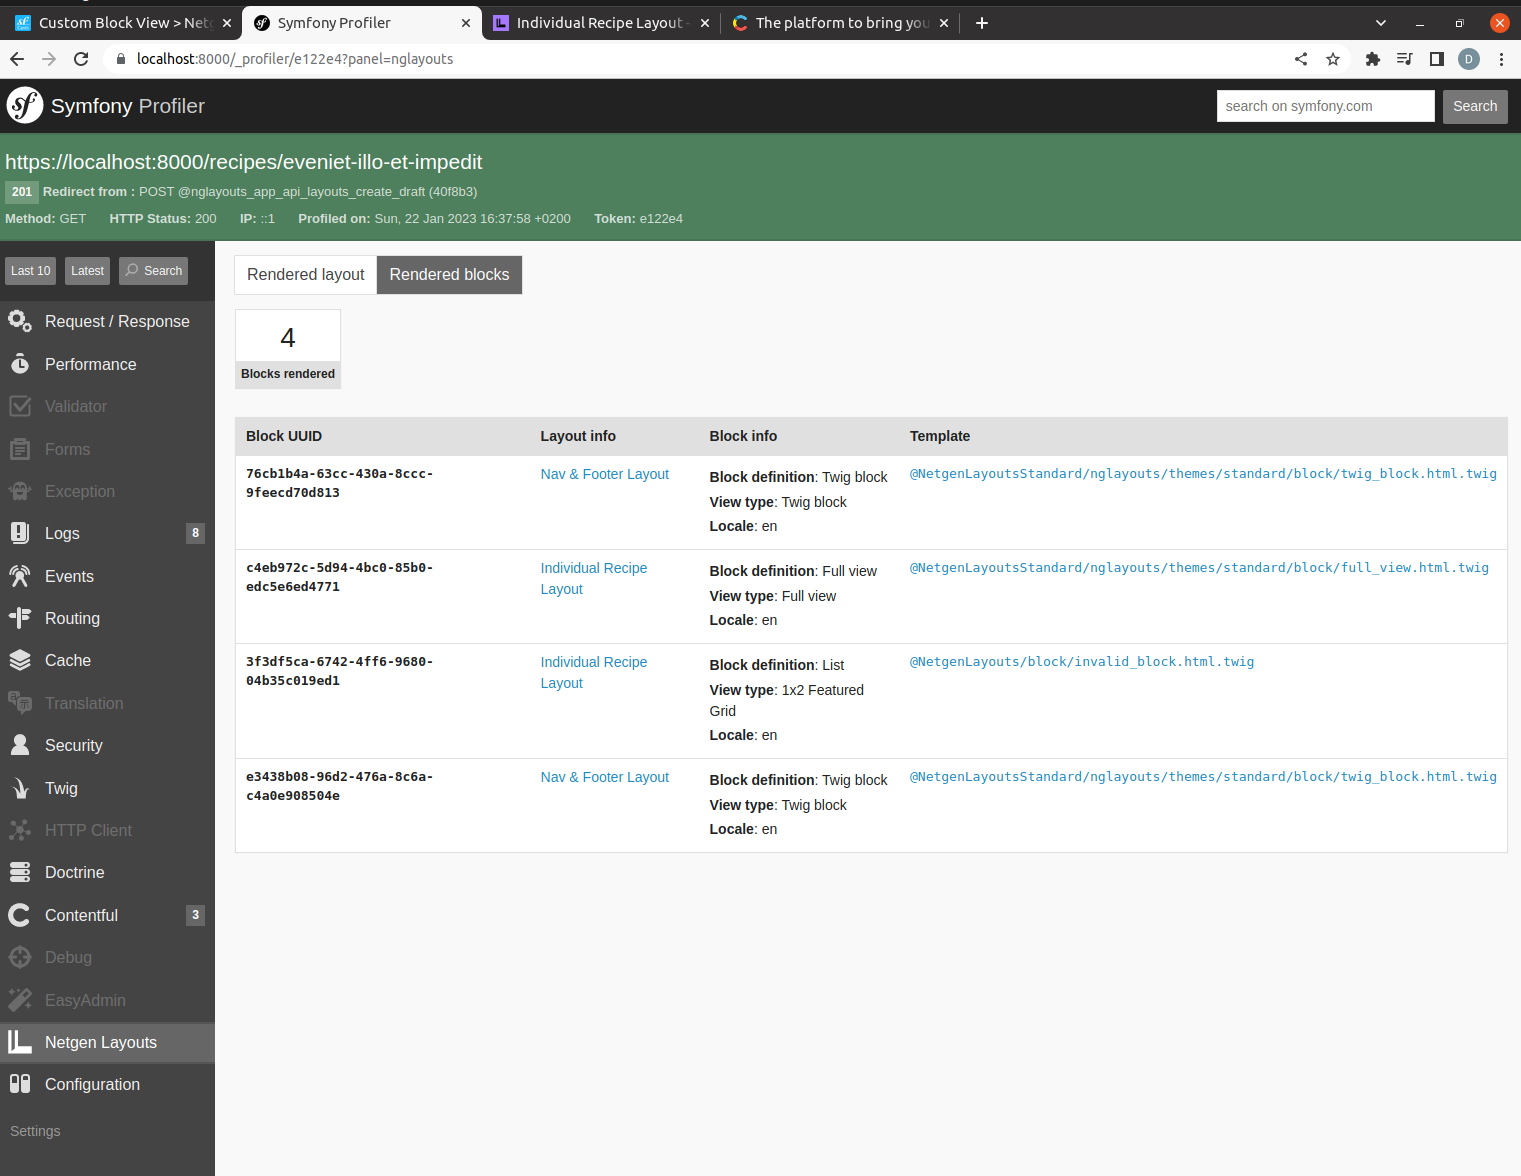 Custom Block View > Netg
Symfony Profiler
Individual Recipe Layout -
The platform to bring you
localhost:8000/_profiler/e122e4?panel=nglayouts
D
sf
Symfony Profiler
search on symfony.com
Search
https://localhost:8000/recipes/eveniet-illo-et-impedit
201 Redirect from : POST @nglayouts_app_api_layouts_create_draft (40f8b3)
Method: GET HTTP Status: 200 IP: ::1 Profiled on: Sun, 22 Jan 2023 16:37:58 +0200 Token: e122e4
Last 10
Latest
Search
Request / Response
Performance
Validator
Forms
Exception
Logs 8
Events
Routing
Cache
Translation
Security
Twig
HTTP Client
Doctrine
Contentful 3
Debug
EasyAdmin
Netgen Layouts
Configuration
Settings
Rendered layout
Rendered blocks
4
Blocks rendered
Block UUID Layout info Block info Template
76cb1b4a-63cc-430a-8ccc-
9feecd70d813
Nav & Footer Layout
Block definition: Twig block
View type: Twig block
Locale: en
@NetgenLayoutsStandard/nglayouts/themes/standard/block/twig_block.html.twig
c4eb972c-5d94-4bc0-85b0-
edc5e6ed4771
Individual Recipe
Layout
Block definition: Full view
View type: Full view
Locale: en
@NetgenLayoutsStandard/nglayouts/themes/standard/block/full_view.html.twig
3f3df5ca-6742-4ff6-9680-
04b35c019ed1
Individual Recipe
Layout
Block definition: List
View type: 1x2 Featured
Grid
Locale: en
@NetgenLayouts/block/invalid_block.html.twig
e3438b08-96d2-476a-8c6a-
c4a0e908504e
Nav & Footer Layout
Block definition: Twig block
View type: Twig block
Locale: en
@NetgenLayoutsStandard/nglayouts/themes/standard/block/twig_block.html.twig